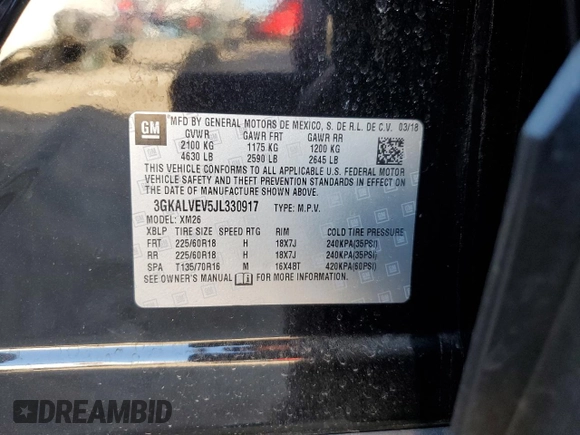 GM
MFD BY GENERAL MOTORS DE MEXICO, S. DE R.L. DE C.V. 03/18
GVWR GAWR FRT GAWR RR
2100 KG 1175 KG 1200 KG
4630 LB 2590 LB 2645 LB
THIS VEHICLE CONFORMS TO ALL APPLICABLE U.S. FEDERAL MOTOR
VEHICLE SAFETY AND THEFT PREVENTION STANDARDS IN EFFECT ON
THE DATE OF MANUFACTURE SHOWN ABOVE.
3GKALVEV5JL330917 TYPE: M.P.V.
MODEL: XM26
XBLP TIRE SIZE SPEED RTG RIM COLD TIRE PRESSURE
FRT 225/60R18 H 18X7J 240KPA(35PSI)
RR 225/60R18 H 18X7J 240KPA(35PSI)
SPA T135/70R16 M 16X4BT 420KPA(60PSI)
SEE OWNER'S MANUAL FOR MORE INFORMATION.
DREAMBID